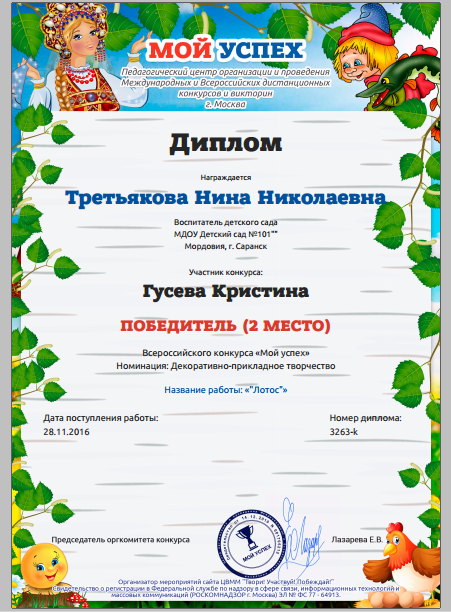 МОЙ УСПЕХ
Педагогический центр организации и проведения
Международных и Всероссийских дистанционных
конкурсов и викторин
г. Москва
Диплом
Награждается
Третьякова Нина Николаевна
Воспитатель детского сада
МДОУ Детский сад №101""
Мордовия, г. Саранск
Участник конкурса:
Гусева Кристина
ПОБЕДИТЕЛЬ (2 МЕСТО)
Всероссийского конкурса «Мой успех»
Номинация: Декоративно-прикладное творчество
Название работы: «"Лотос"»
Дата поступления работы:
28.11.2016
Номер диплома:
3263-k
Председатель оргкомитета конкурса
МОЙ УСПЕХ
Лазарева Е.В.
Организатор мероприятий сайта ЦВММ "Твори! Участвуй! Побеждай!"
Свидетельство о регистрации в Федеральной службе по надзору в сфере связи, информационных технологий и
массовых коммуникаций (РОСКОМНАДЗОР г. Москва) ЭЛ № ФС 77 - 64913.